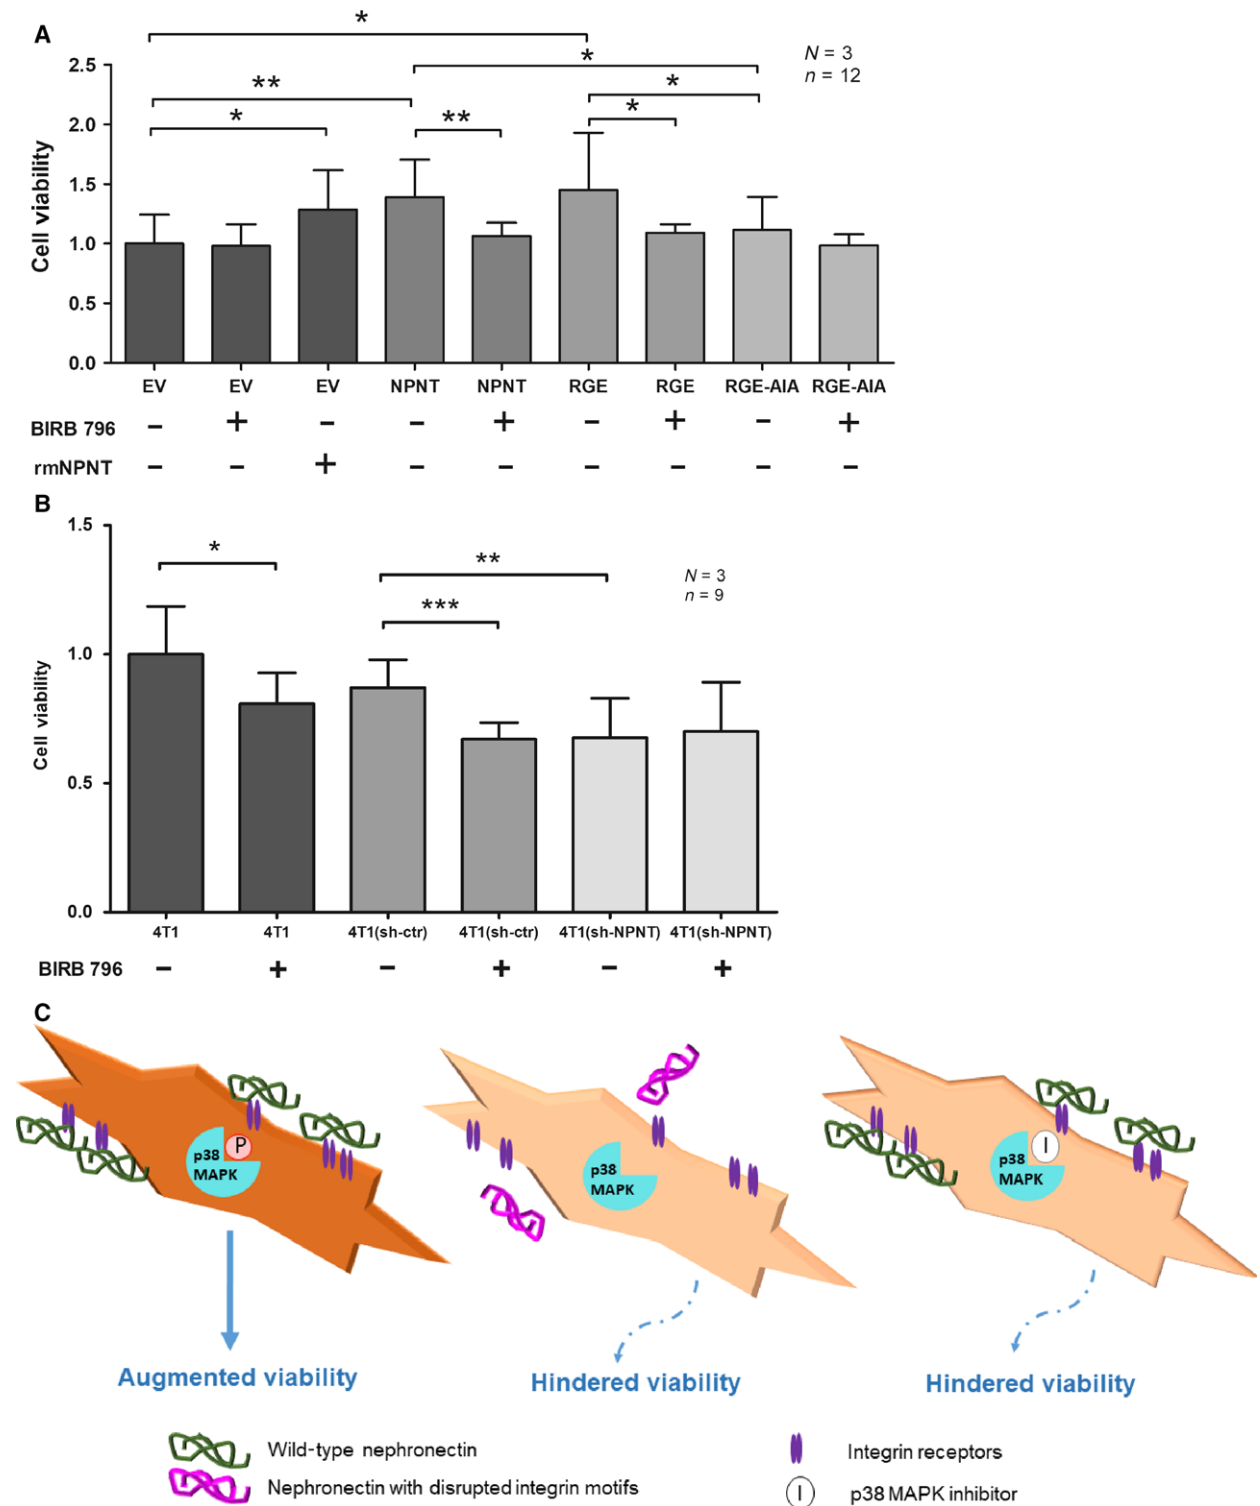 A
*
N = 3
n = 12
*
**
*
*
**
*
Cell viability
2.5
2.0
1.5
1.0
0.5
0.0
EV EV EV NPNT NPNT RGE RGE RGE-AIA RGE-AIA
BIRB 796 – + – – + – + – +
rmNPNT – – + – – – – – –
B
Cell viability
1.5
1.0
0.5
0.0
*
**
***
N = 3
n = 9
4T1 4T1 4T1(sh-ctr) 4T1(sh-ctr) 4T1(sh-NPNT) 4T1(sh-NPNT)
BIRB 796 – + – + – +
C
p38
MAPK
P
Augmented viability
p38
MAPK
Hindered viability
p38
MAPK
I
Hindered viability
Wild-type nephronectin
Nephronectin with disrupted integrin motifs
Integrin receptors
I p38 MAPK inhibitor